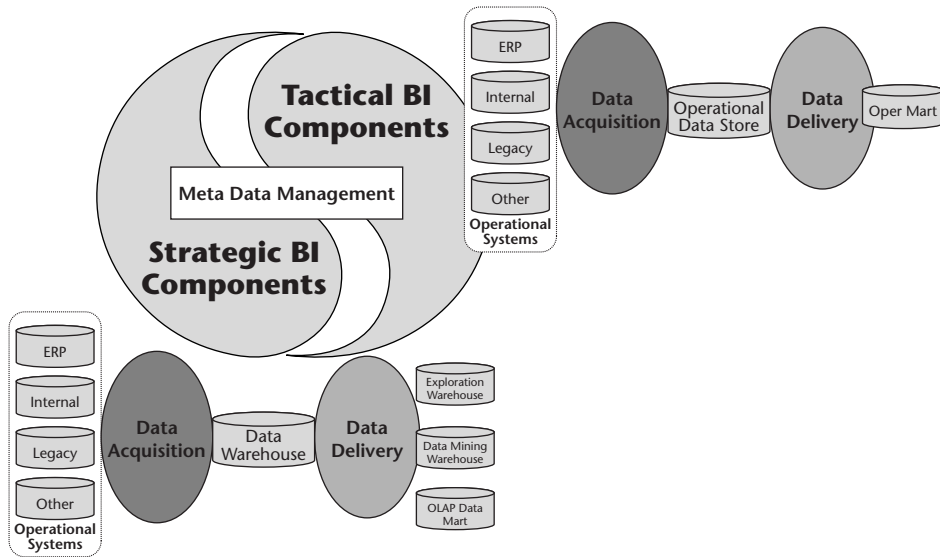 Tactical BI
Components
Meta Data Management
Strategic BI
Components
ERP
Internal
Legacy
Other
Operational
Systems
Data
Acquisition
Operational
Data Store
Data
Delivery
Oper Mart
ERP
Internal
Legacy
Other
Operational
Systems
Data
Acquisition
Data
Warehouse
Data
Delivery
Exploration
Warehouse
Data Mining
Warehouse
OLAP Data
Mart